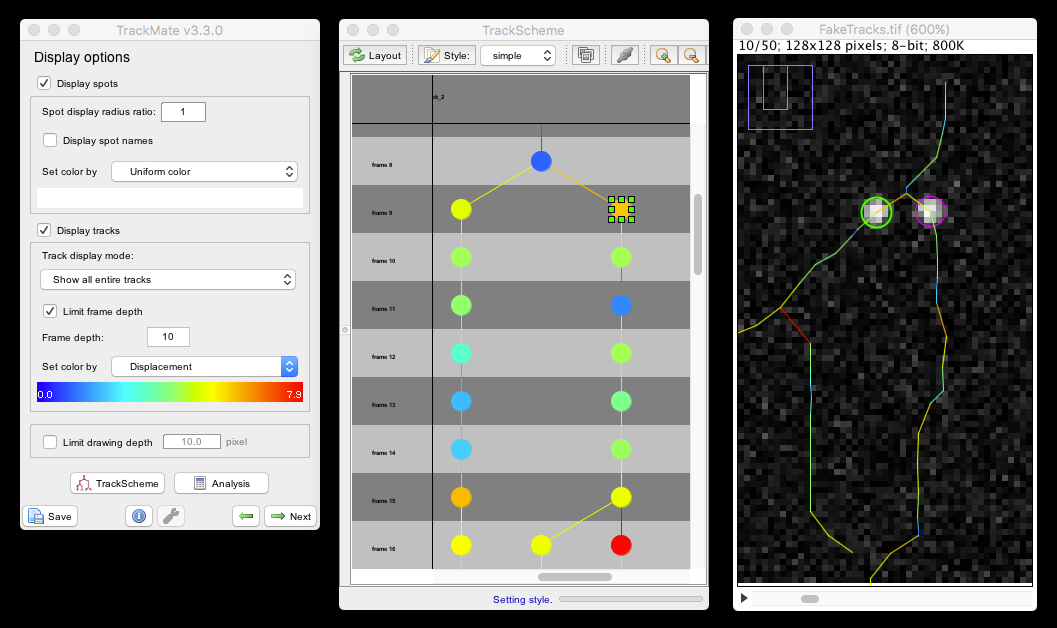 TrackMate v3.3.0
Display options
Display spots
Spot display radius ratio: 1
Display spot names
Set color by Uniform color
Display tracks
Track display mode:
Show all entire tracks
Limit frame depth
Frame depth: 10
Set color by Displacement
0.0 7.9
Limit drawing depth 10.0 pixel
TrackScheme Analysis
Save Next
TrackScheme
Layout Style: simple
ck_2
frame 8
frame 9
frame 10
frame 11
frame 12
frame 13
frame 14
frame 15
frame 16
Setting style.
FakeTracks.tif (600%)
10/50; 128x128 pixels; 8-bit; 800K